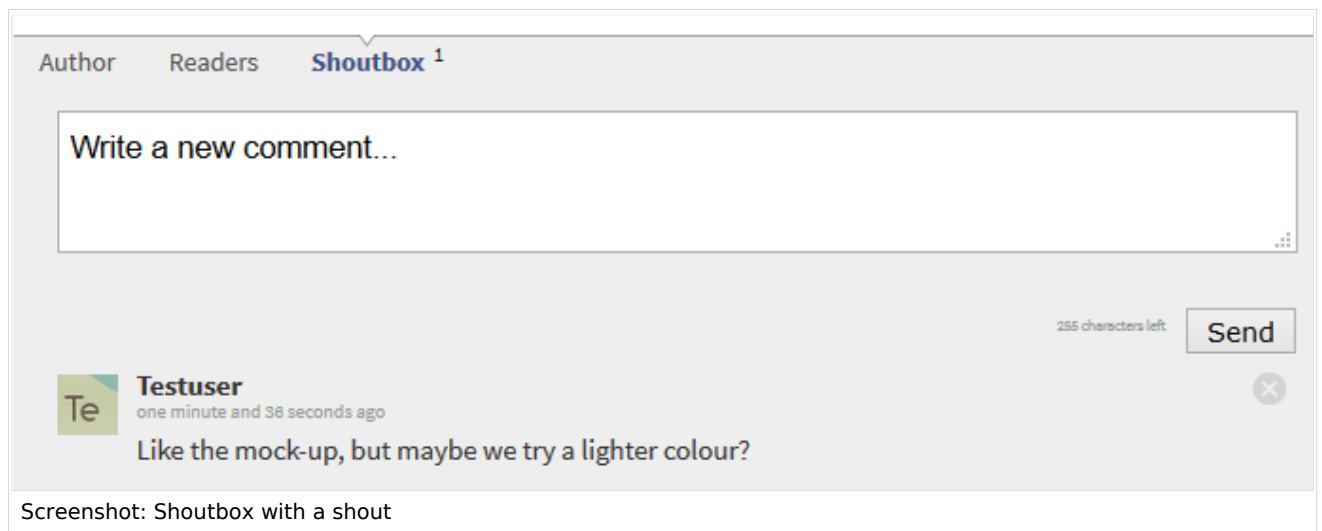 Author Readers Shoutbox 1
Write a new comment...
255 characters left Send
Te Testuser
one minute and 36 seconds ago
Like the mock-up, but maybe we try a lighter colour?
Screenshot: Shoutbox with a shout